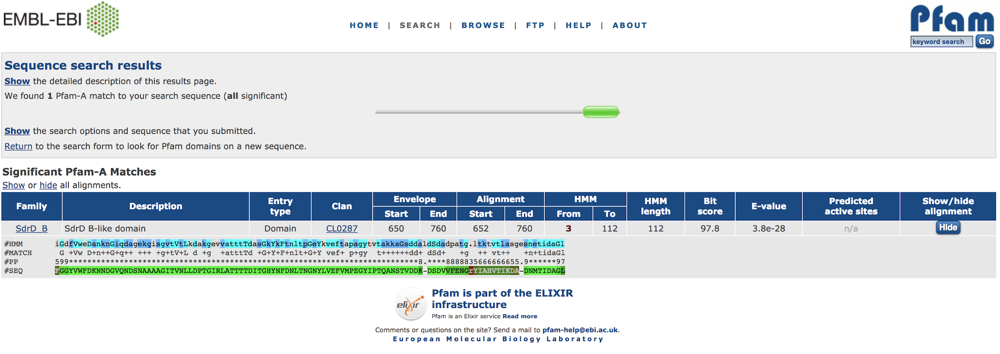 EMBL-EBI
HOME | SEARCH | BROWSE | FTP | HELP | ABOUT
Pfam
keyword search Go
Sequence search results
Show the detailed description of this results page.
We found 1 Pfam-A match to your search sequence (all significant)
Show the search options and sequence that you submitted.
Return to the search form to look for Pfam domains on a new sequence.
Significant Pfam-A Matches
Show or hide all alignments.
Family Description Entry type Clan Envelope Alignment HMM HMM length Bit score E-value Predicted active sites Show/hide alignment
Start End Start End From To
SdrD_B SdrD B-like domain Domain CL0287 650 760 652 760 3 112 112 97.8 3.8e-28 n/a Hide
#HMM iGdfVweDanknGiqdagekgisgvtVtLkdakgevvatttTdasGkYkFtnltpGeYkveftapagytvtakkaGsddaldSdadpatg.ltktvtlasgesnetidaGl
#MATCH G +Vw D+n++G+q++ +++ +g+tV+L d +g +atttTd +G+Y+F+nlt+G+Y vef+ p+gy t++++++dd+ dSd+ +g ++ vt++ +n+tidaGl
#PP 599***************************************************************************8.****888883566666655.9******97
#SEQ FGGYVWFDKNNDGVQNDSNAAAAGITVNLLDPTGIRLATTTTDITGHYNFDNLTNGNYLVEFVMPEGYIPTQANSTVDDK-DSDVVFENGrYIAHVTIKDA-DNMTIDAGL
elixir
Pfam is part of the ELIXIR
infrastructure
Pfam is an Elixir service Read more
Comments or questions on the site? Send a mail to pfam-help@ebi.ac.uk.
European Molecular Biology Laboratory